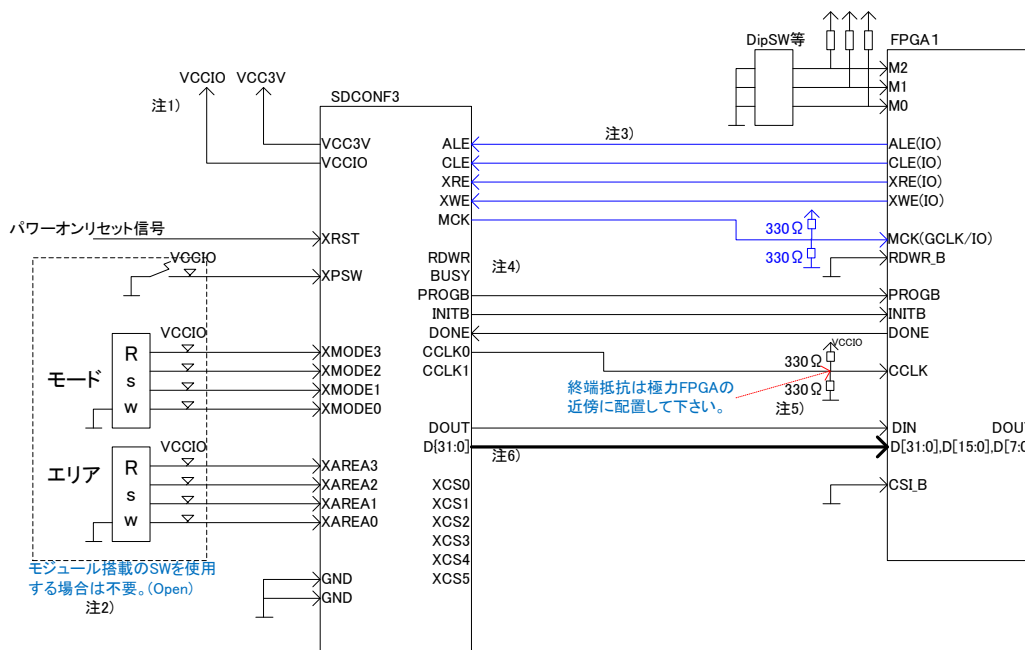 DipSW等
FPGA1
VCCIO VCC3V
注1)
SDCONF3
M2
M1
M0
注3)
VCC3V
VCCIO
ALE
CLE
XRE
XWE
MCK
ALE(IO)
CLE(IO)
XRE(IO)
XWE(IO)
パワーオンリセット信号
XRST
330Ω
330Ω
MCK(GCLK/IO)
VCCIO
XPSW
RDWR
BUSY
注4)
RDWR_B
PROGB
INITB
DONE
PROGB
INITB
DONE
VCCIO
モード
R
s
w
XMODE3
XMODE2
XMODE1
XMODE0
CCLK0
CCLK1
VCCIO
330Ω
330Ω
CCLK
終端抵抗は極力FPGAの
近傍に配置して下さい。
注5)
DOUT
D[31:0]
注6)
DIN
DOUT
D[31:0],D[15:0],D[7:0
VCCIO
エリア
R
s
w
XAREA3
XAREA2
XAREA1
XAREA0
XCS0
XCS1
XCS2
XCS3
XCS4
XCS5
CSI_B
モジュール搭載のSWを使用
する場合は不要。(Open)
注2)
GND
GND